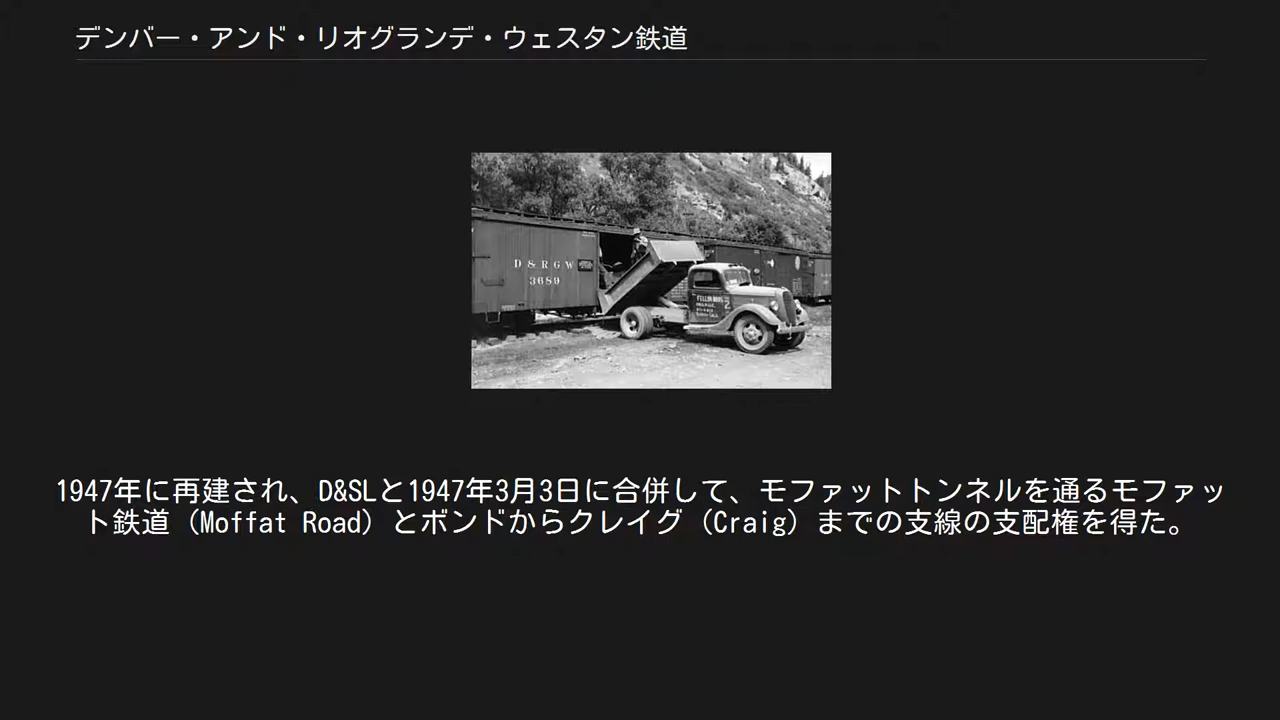 デンバー・アンド・リオグランデ・ウェスタン鉄道
D & R G W
3689
1947年に再建され、D&SLと1947年3月3日に合併して、モファットトンネルを通るモファッ
ト鉄道（Moffat Road）とボンドからクレイグ（Craig）までの支線の支配権を得た。